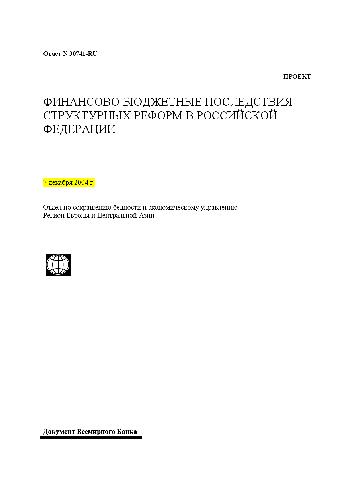 Отчет N 30741-RU
ПРОЕКТ
ФИНАНСОВО БЮДЖЕТНЫЕ ПОСЛЕДСТВИЯ
СТРУКТУРНЫХ РЕФОРМ В РОССИЙСКОЙ
ФЕДЕРАЦИИ
декабря 2004 г.
Отдел по сокращению бедности и экономическому управлению
Регион Европы и Центральной Азии
Документ Всемирного Банка